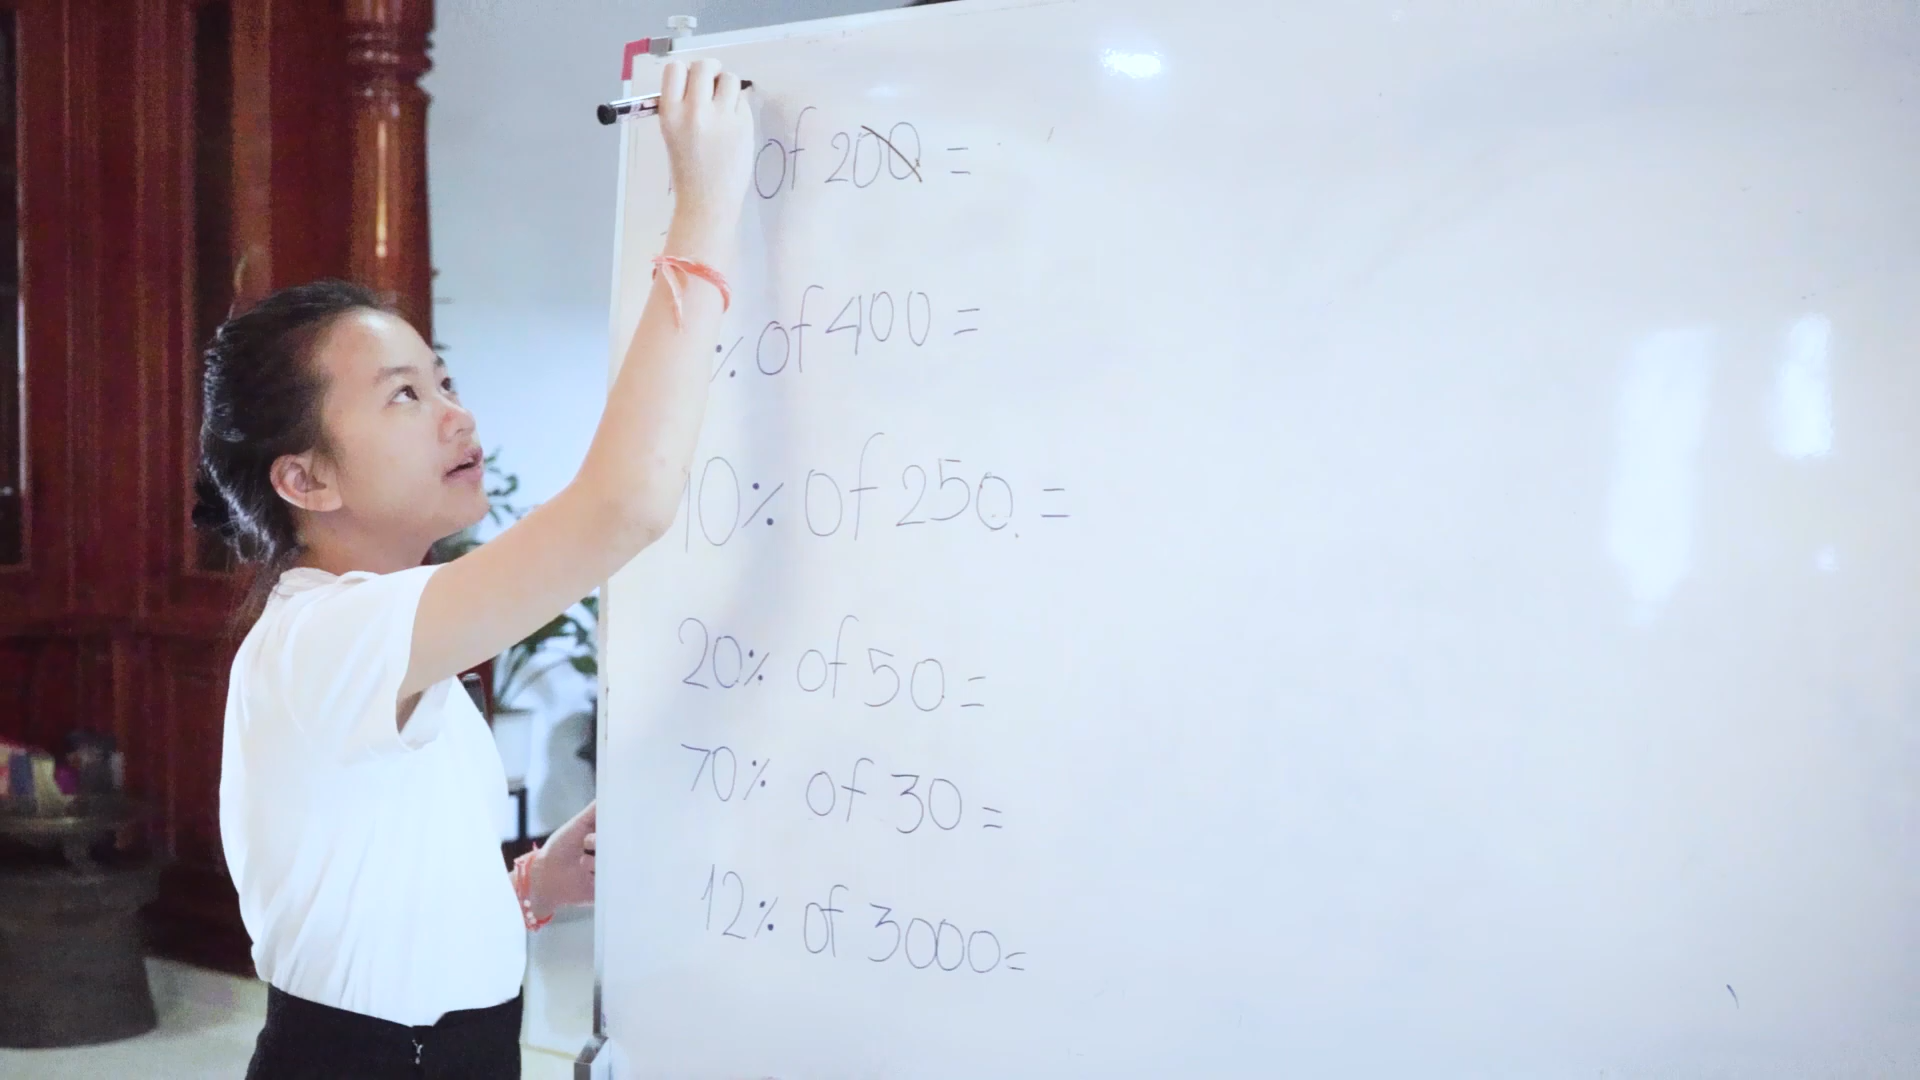 of 200 =
% of 400 =
10% of 250 =
20% of 50 =
70% of 30 =
12% of 3000 =